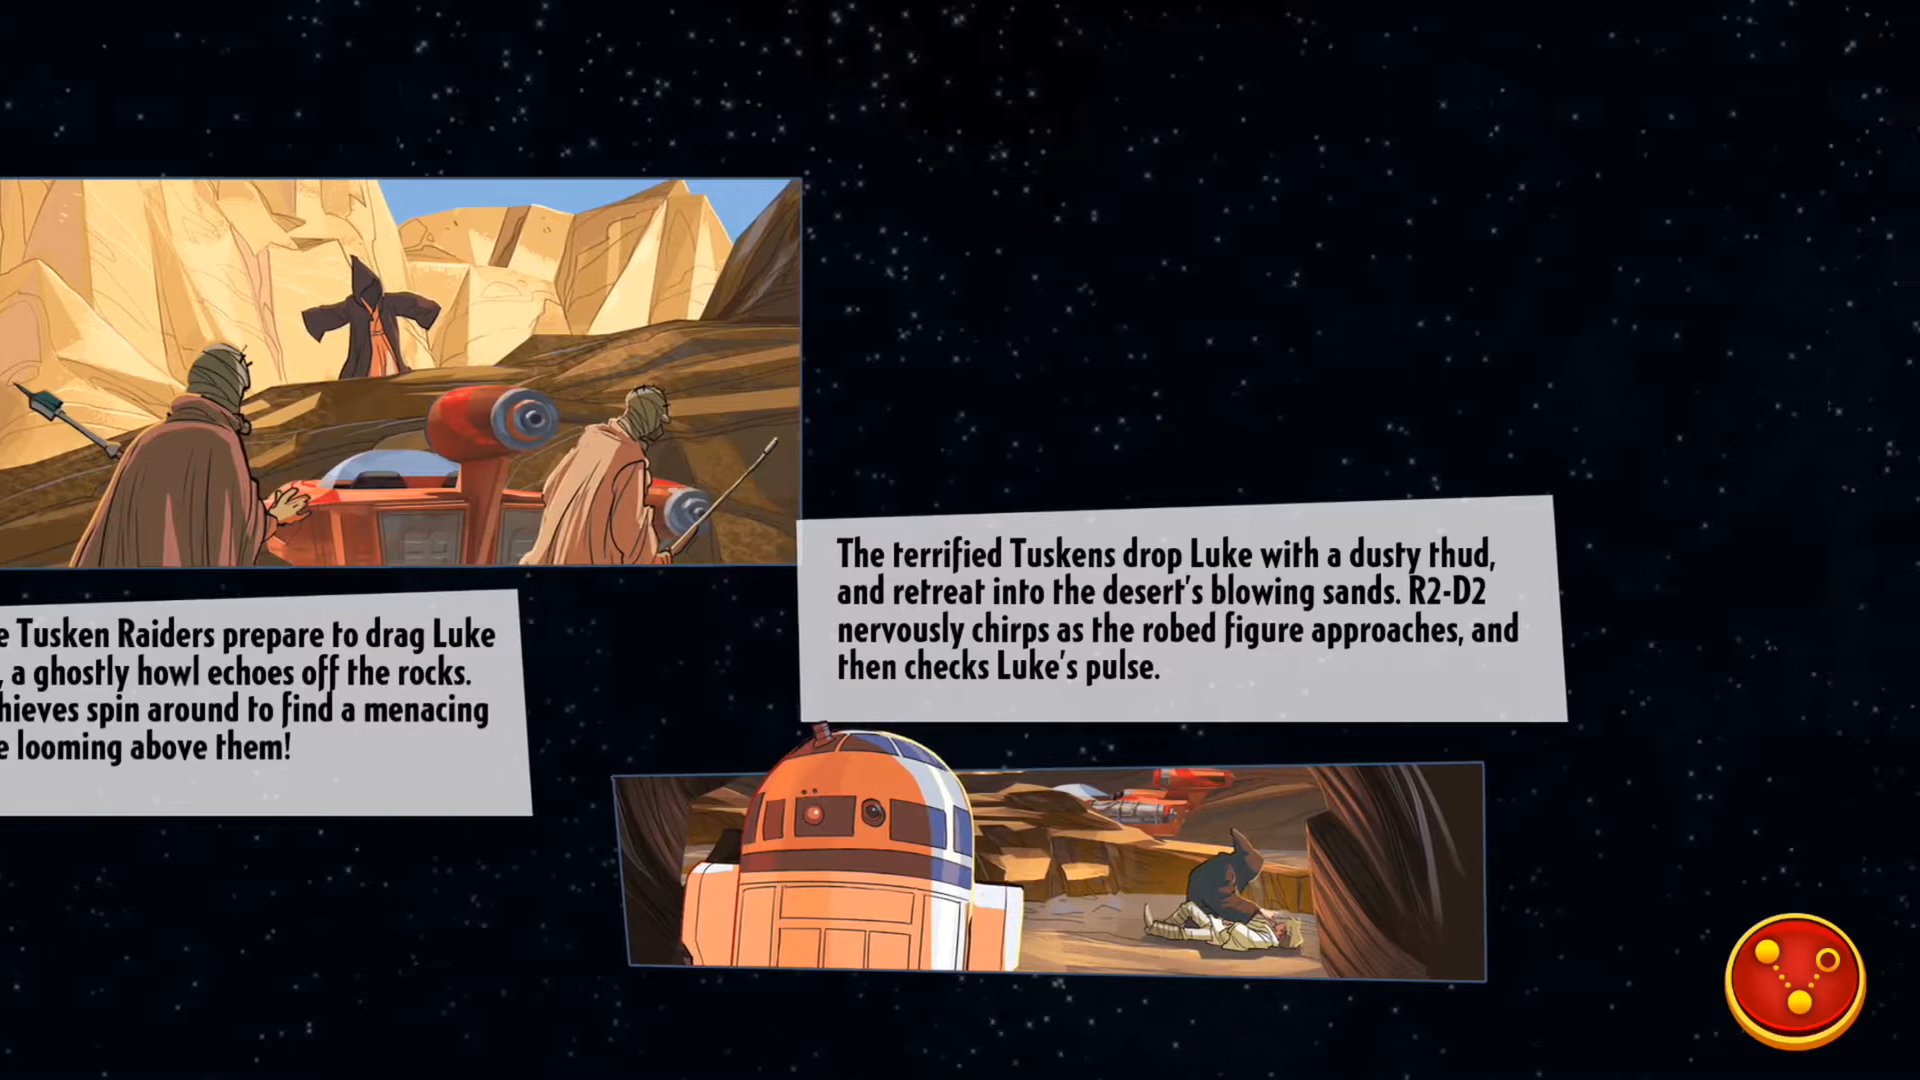 Tusken Raiders prepare to drag Luke
, a ghostly howl echoes off the rocks.
hieves spin around to find a menacing
looming above them!
The terrified Tuskens drop Luke with a dusty thud,
and retreat into the desert's blowing sands. R2-D2
nervously chirps as the robed figure approaches, and
then checks Luke's pulse.